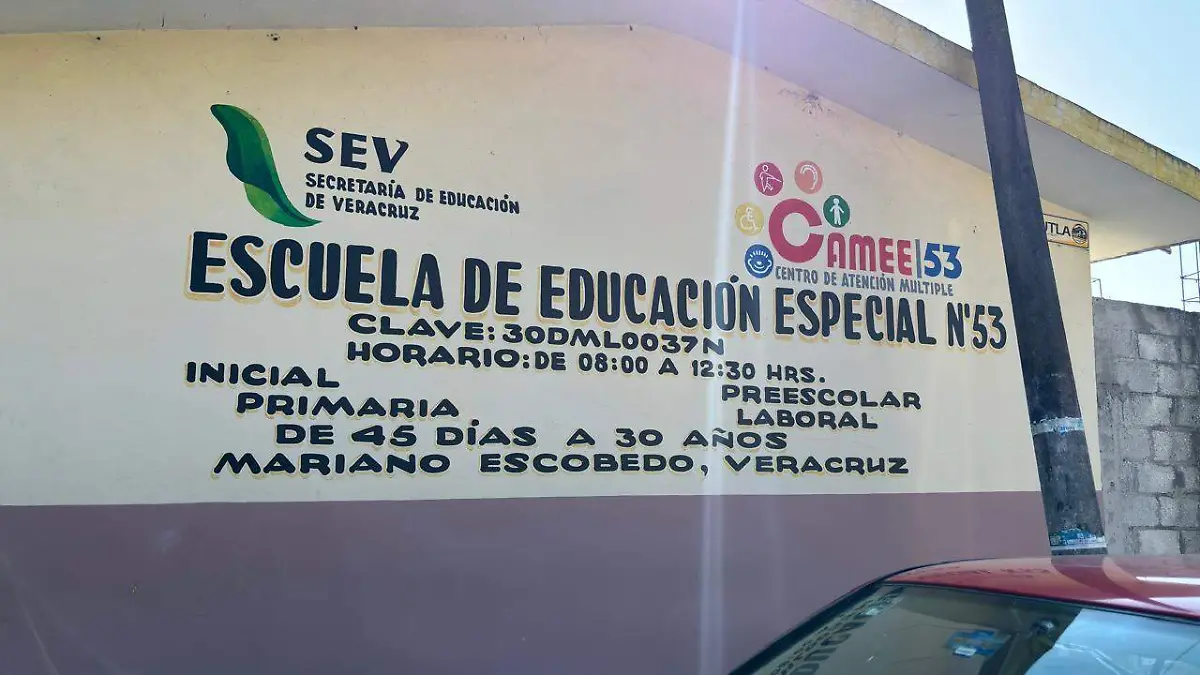 SEV
SECRETARÍA DE EDUCACIÓN
DE VERACRUZ
CAMEE|53
CENTRO DE ATENCIÓN MULTIPLE
ESCUELA DE EDUCACIÓN ESPECIAL N°53
CLAVE: 30DML0037N
HORARIO: DE 08:00 A 12:30 HRS.
INICIAL PREESCOLAR
PRIMARIA LABORAL
DE 45 DÍAS A 30 AÑOS
MARIANO ESCOBEDO, VERACRUZ